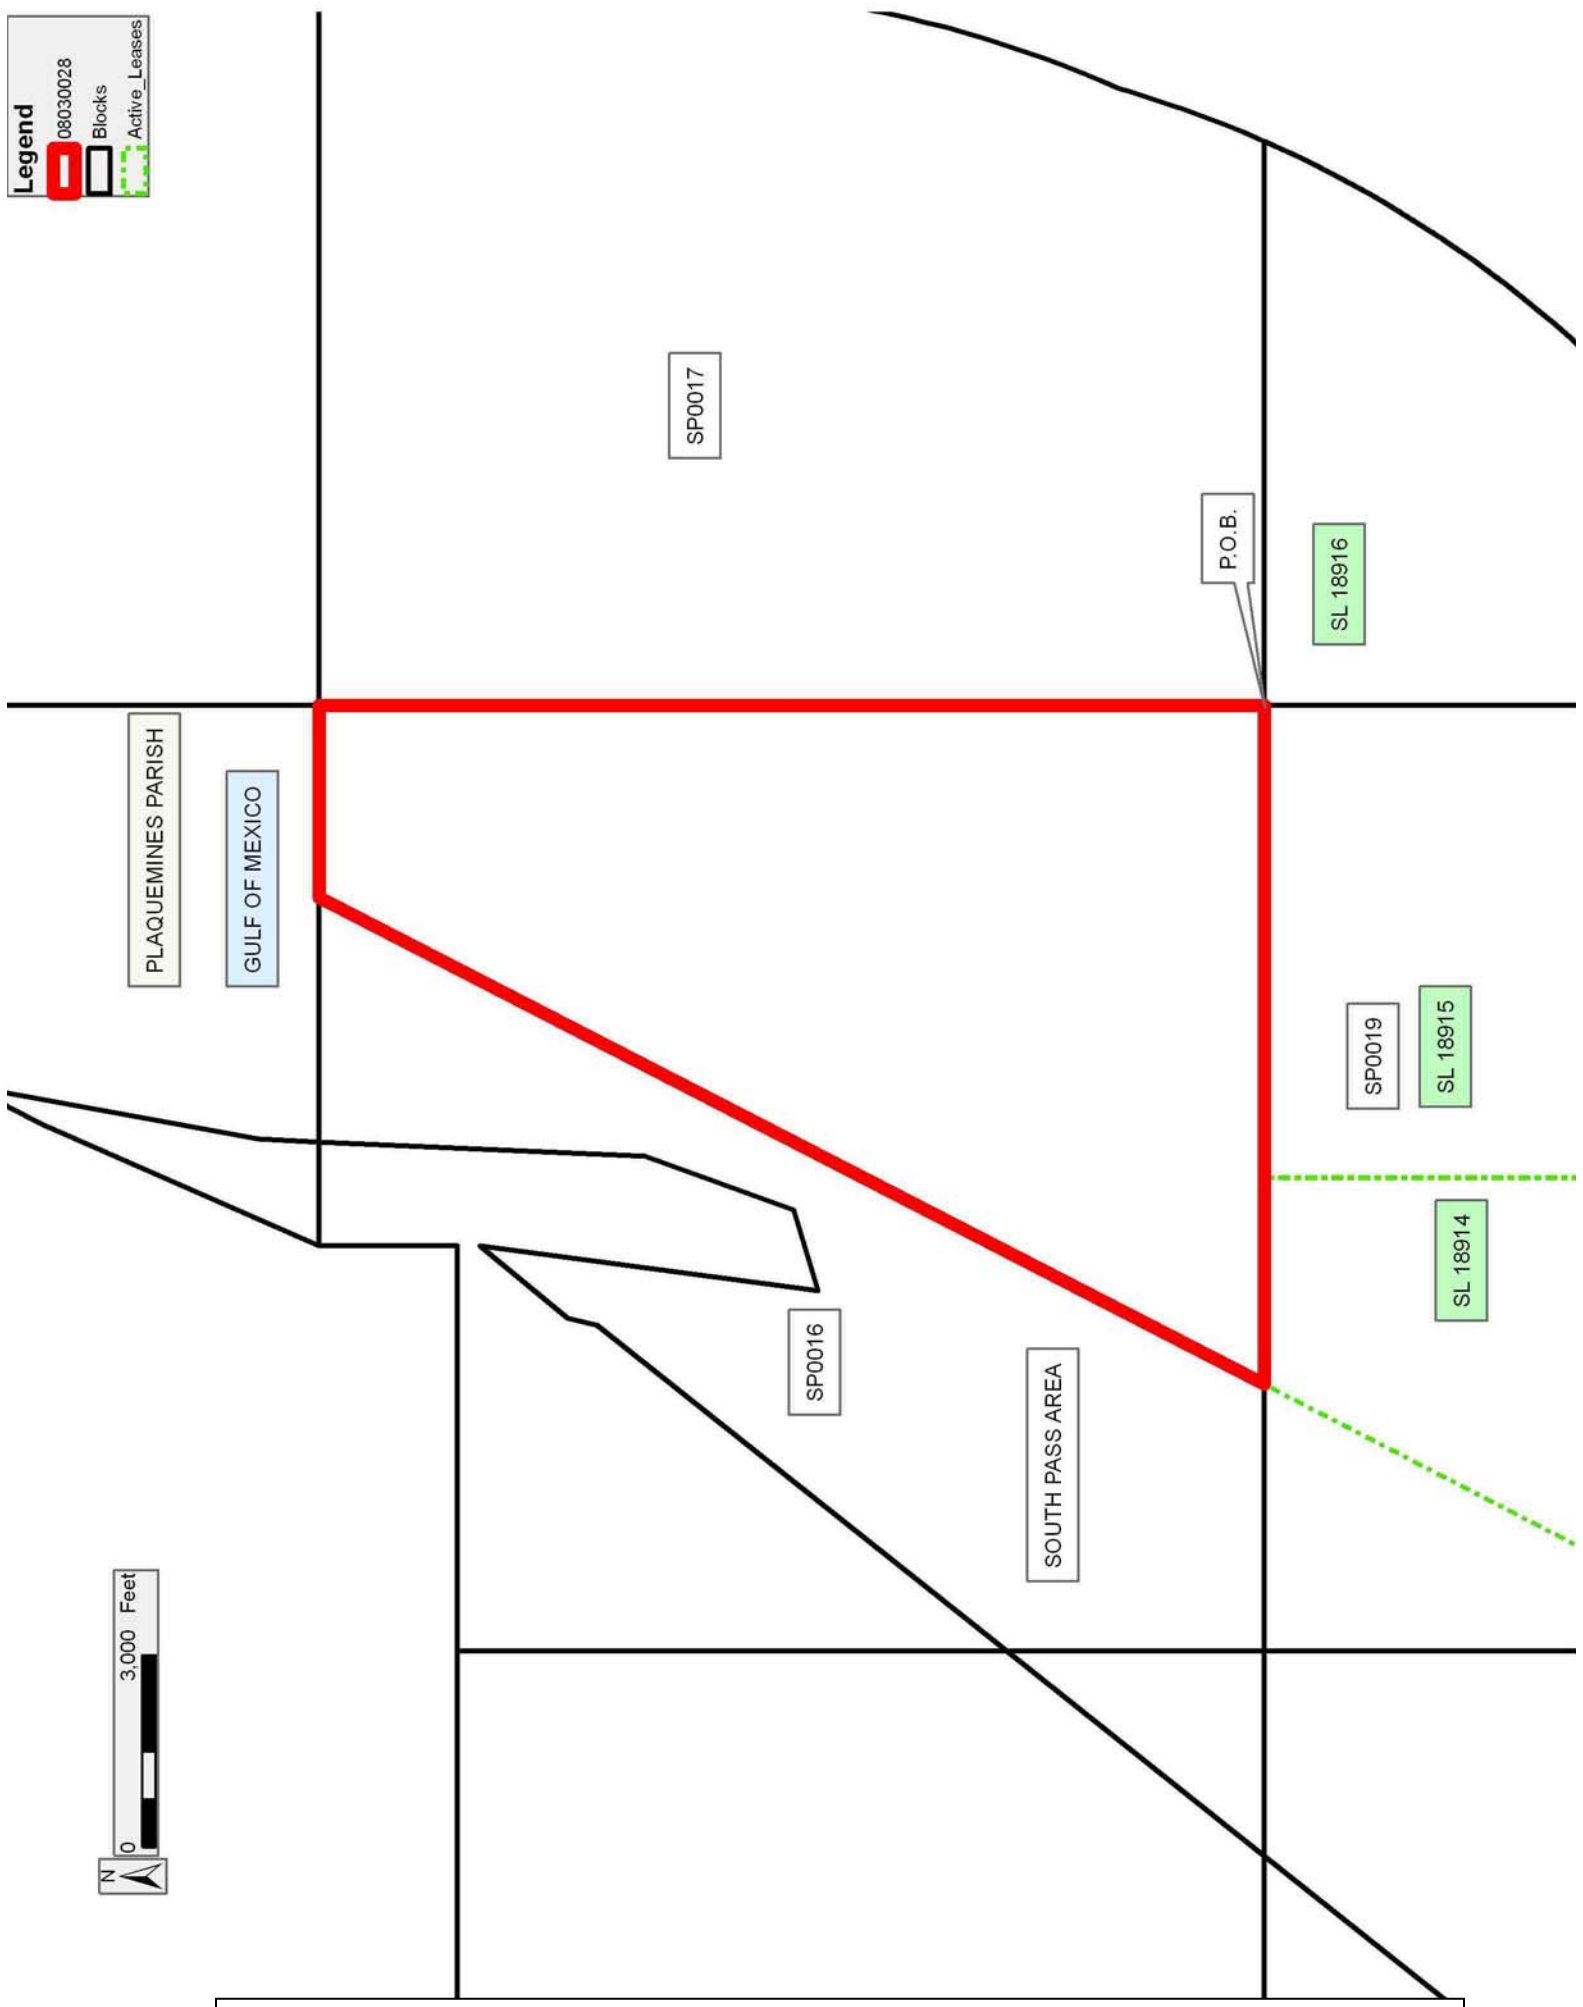 Legend
08030028
Blocks
Active_Leases
SP0017
P.O.B.
SL 18916
PLAQUEMINES PARISH
GULF OF MEXICO
SP0019
SL 18915
SL 18914
SP0016
SOUTH PASS AREA
N
0 3,000 Feet